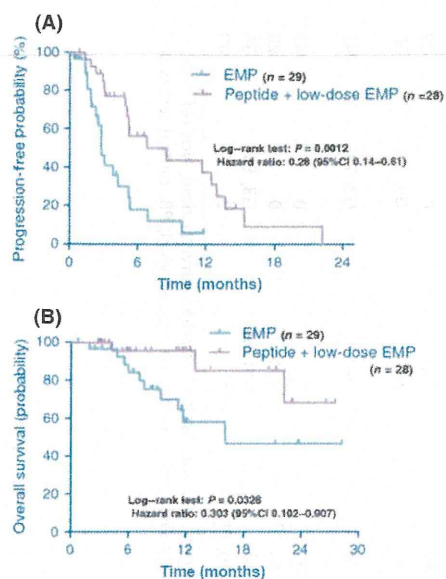 (A)
Progression-free probability (%)
100
80
60
40
20
0
EMP (n = 29)
Peptide + low-dose EMP (n =28)
Log-rank test: P = 0.0012
Hazard ratio: 0.28 (95%CI 0.14-0.61)
0 6 12 18 24
Time (months)
(B)
Overall survival (probability)
100
80
60
40
20
0
EMP (n = 29)
Peptide + low-dose EMP
(n = 28)
Log-rank test: P = 0.0328
Hazard ratio: 0.303 (95%CI 0.102-0.907)
0 6 12 18 24 30
Time (months)